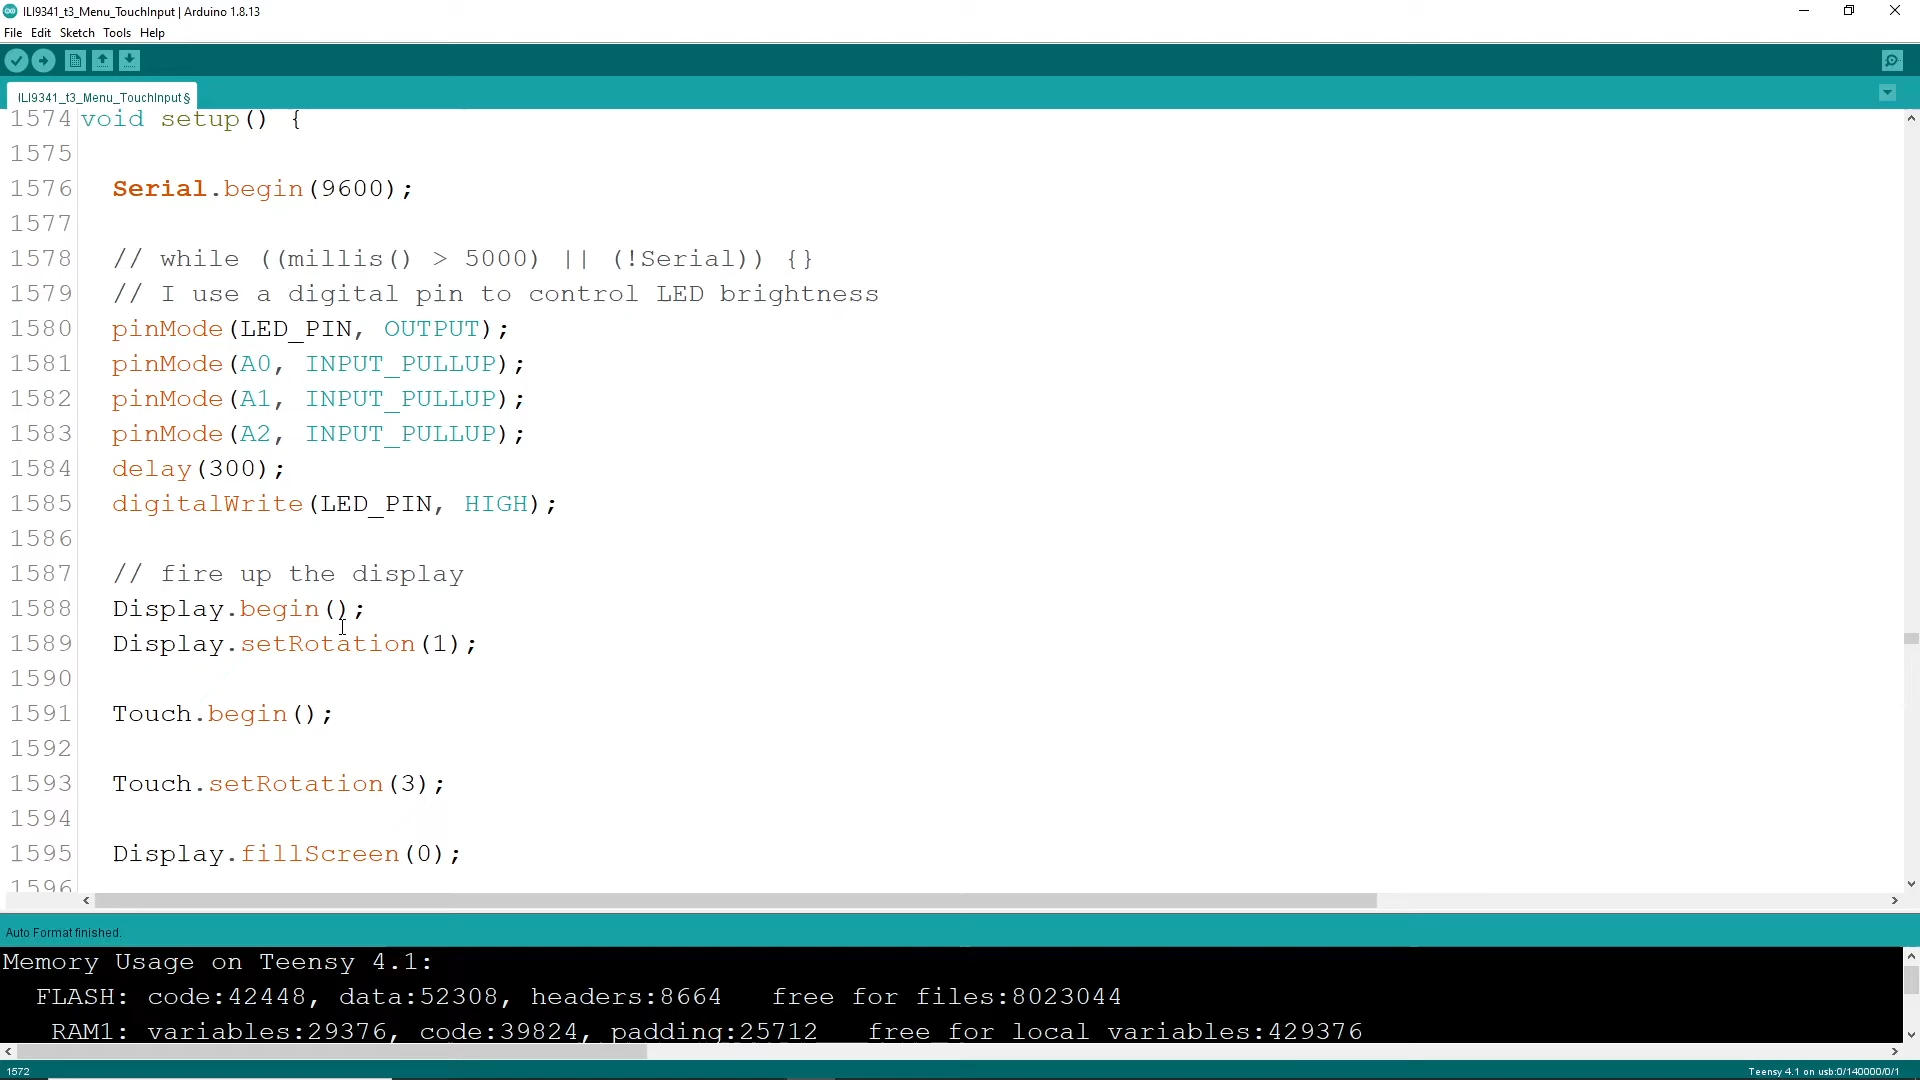 ILI9341_t3_Menu_TouchInput | Arduino 1.8.13
File Edit Sketch Tools Help
ILI9341_t3_Menu_TouchInput §
1574 void setup() {
1575
1576 Serial.begin(9600);
1577
1578 // while ((millis() > 5000) || (!Serial)) {}
1579 // I use a digital pin to control LED brightness
1580 pinMode(LED_PIN, OUTPUT);
1581 pinMode(A0, INPUT_PULLUP);
1582 pinMode(A1, INPUT_PULLUP);
1583 pinMode(A2, INPUT_PULLUP);
1584 delay(300);
1585 digitalWrite(LED_PIN, HIGH);
1586
1587 // fire up the display
1588 Display.begin();
1589 Display.setRotation(1);
1590
1591 Touch.begin();
1592
1593 Touch.setRotation(3);
1594
1595 Display.fillScreen(0);
1596
Auto Format finished.
Memory Usage on Teensy 4.1:
FLASH: code:42448, data:52308, headers:8664 free for files:8023044
RAM1: variables:29376, code:39824, padding:25712 free for local variables:429376
1572 Teensy 4.1 on usb:0/140000/0/1